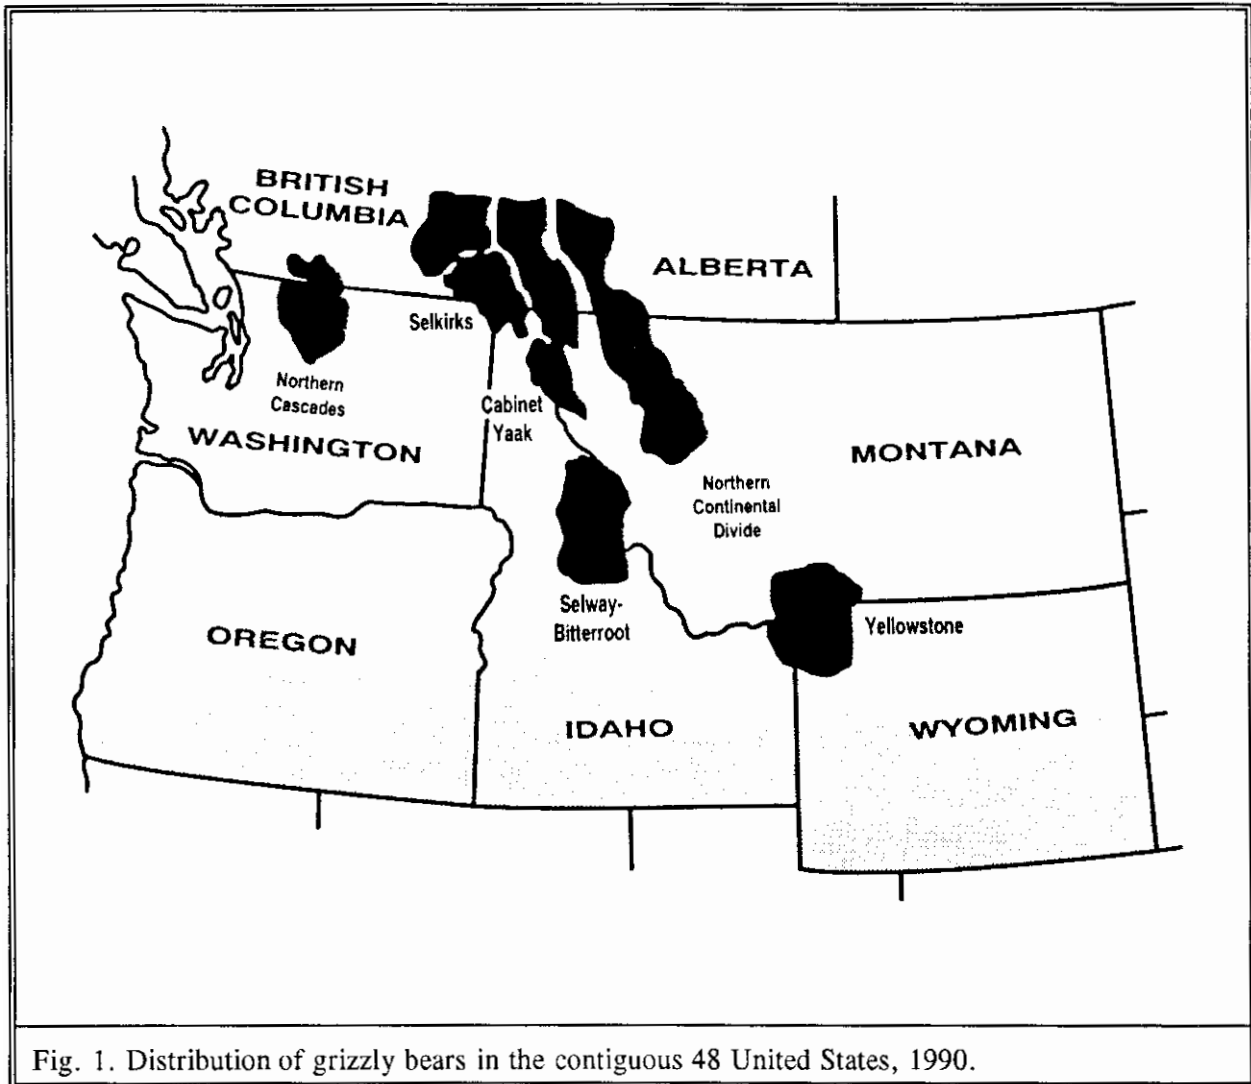 BRITISH
COLUMBIA
ALBERTA
Selkirks
Northern
Cascades
Cabinet
Yaak
WASHINGTON
MONTANA
Northern
Continental
Divide
Selway-
Bitterroot
Yellowstone
OREGON
IDAHO
WYOMING
Fig. 1. Distribution of grizzly bears in the contiguous 48 United States, 1990.